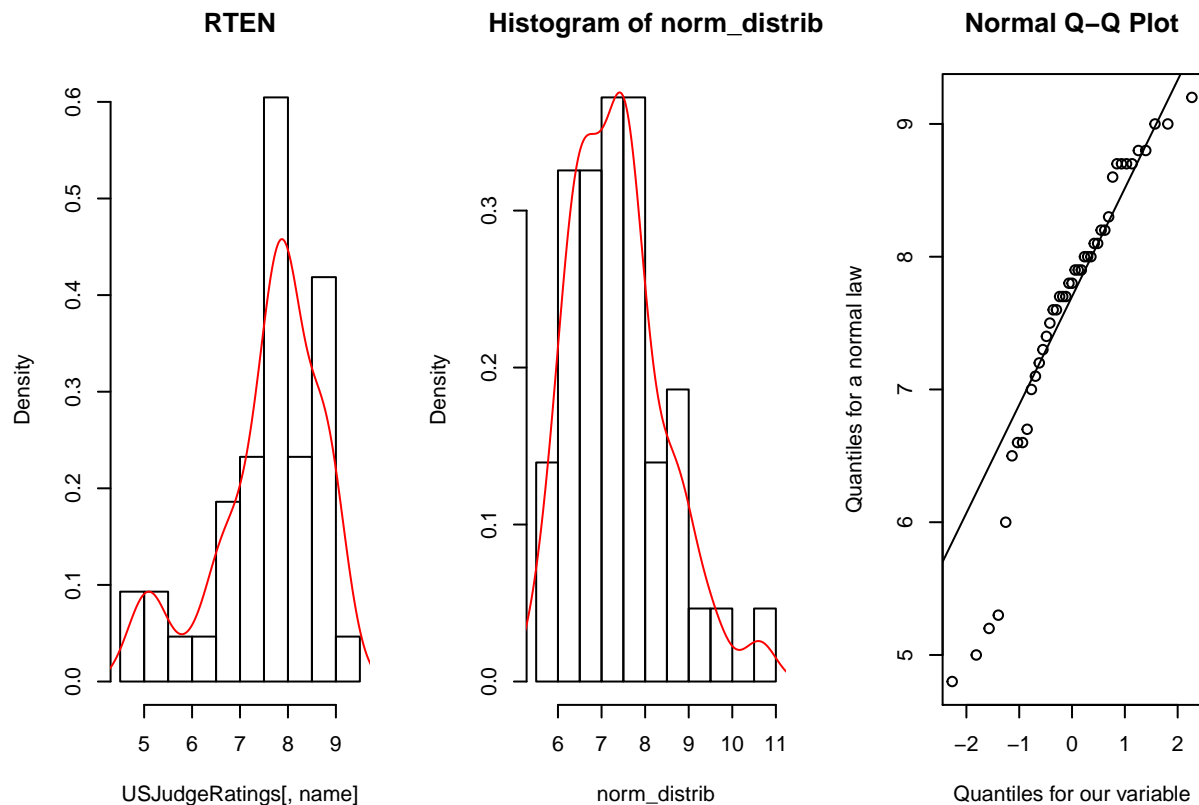 RTEN
Density
0.0 0.1 0.2 0.3 0.4 0.5 0.6
5 6 7 8 9
USJudgeRatings[, name]
Histogram of norm_distrib
Density
0.0 0.1 0.2 0.3
6 7 8 9 10 11
norm_distrib
Normal Q−Q Plot
Quantiles for a normal law
5 6 7 8 9
−2 −1 0 1 2
Quantiles for our variable